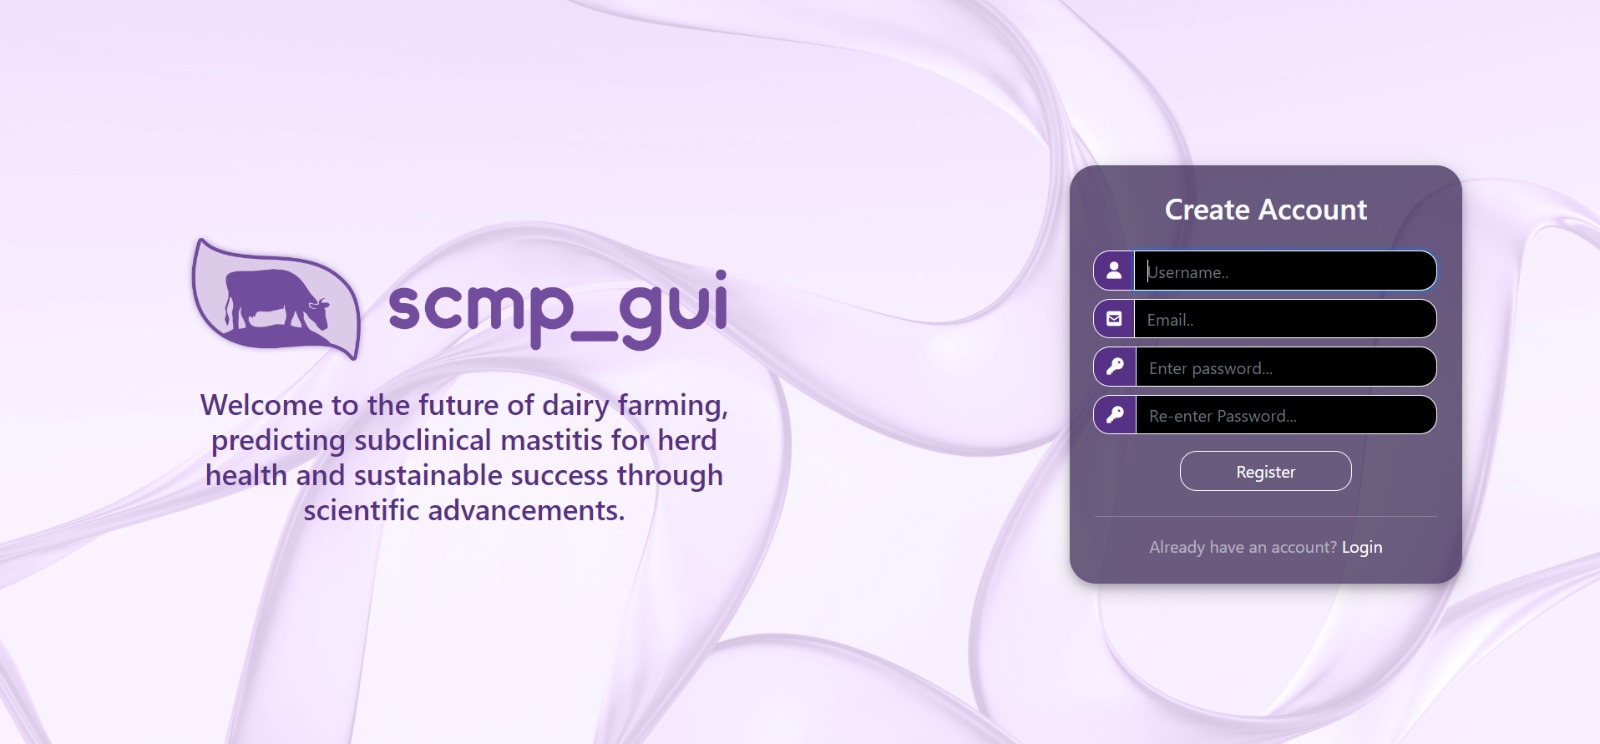 scmp_gui
Welcome to the future of dairy farming,
predicting subclinical mastitis for herd
health and sustainable success through
scientific advancements.
Create Account
Username..
Email..
Enter password...
Re-enter Password...
Register
Already have an account? Login